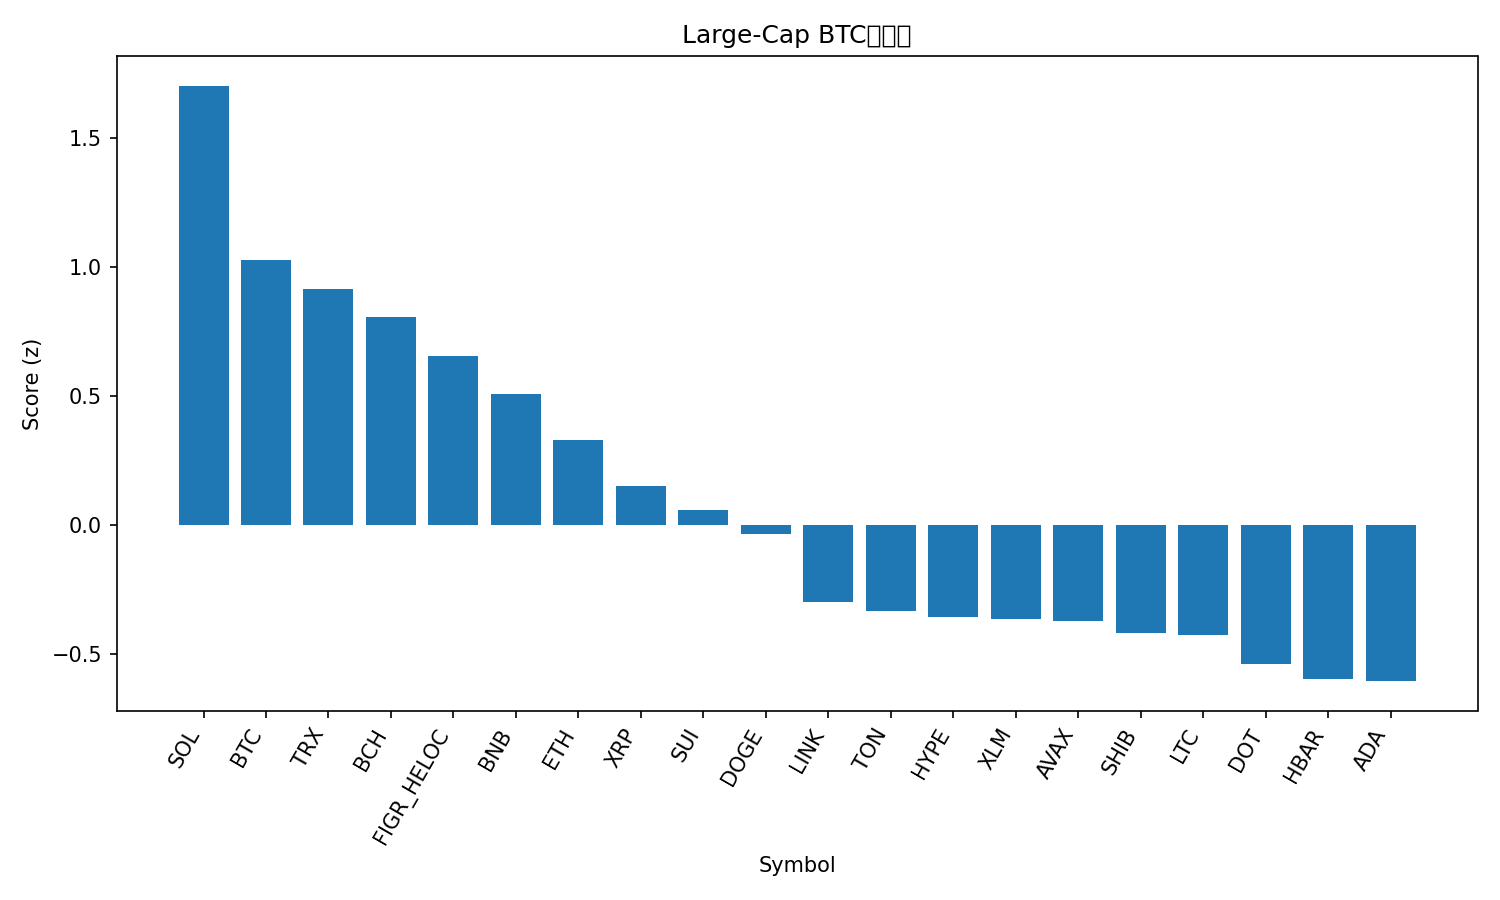 Large-Cap BTC
1.5
1.0
0.5
0.0
−0.5
Score (z)
SOL
BTC
TRX
BCH
FIGR_HELOC
BNB
ETH
XRP
SUI
DOGE
LINK
TON
HYPE
XLM
AVAX
SHIB
LTC
DOT
HBAR
ADA
Symbol